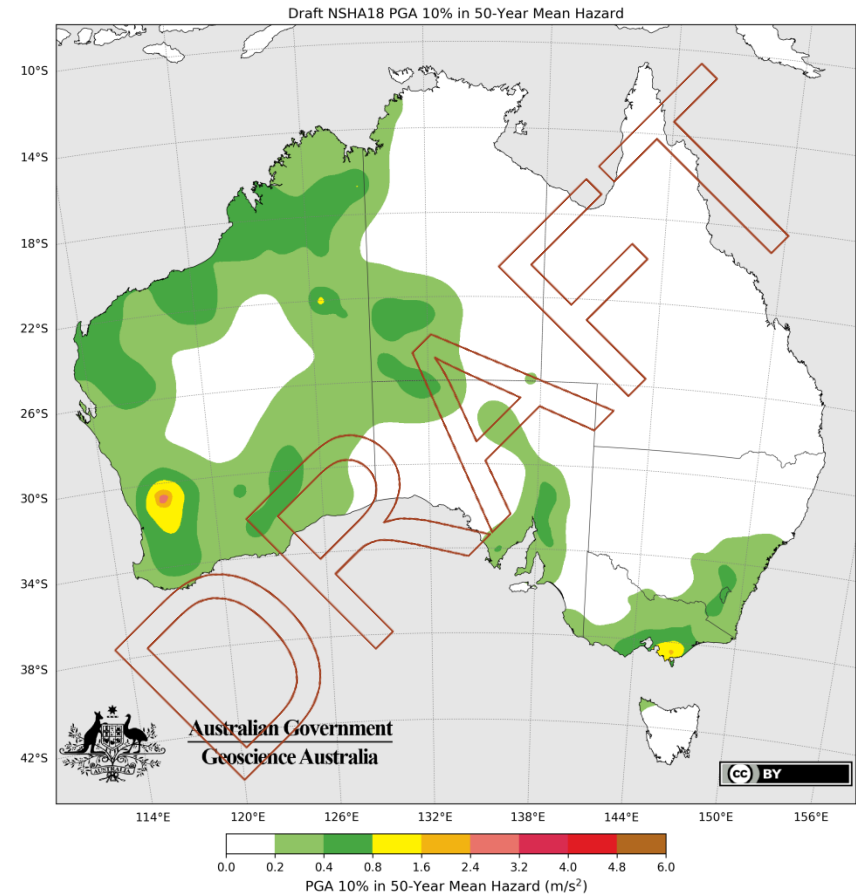 Draft NSHA18 PGA 10% in 50-Year Mean Hazard
10°S
14°S
18°S
22°S
26°S
30°S
34°S
38°S
42°S
DRAFT
AUSTRALIA
Australian Government
Geoscience Australia
cc BY
114°E 120°E 126°E 132°E 138°E 144°E 150°E 156°E
0.0 0.2 0.4 0.8 1.6 2.4 3.2 4.0 4.8 6.0
PGA 10% in 50-Year Mean Hazard (m/s²)